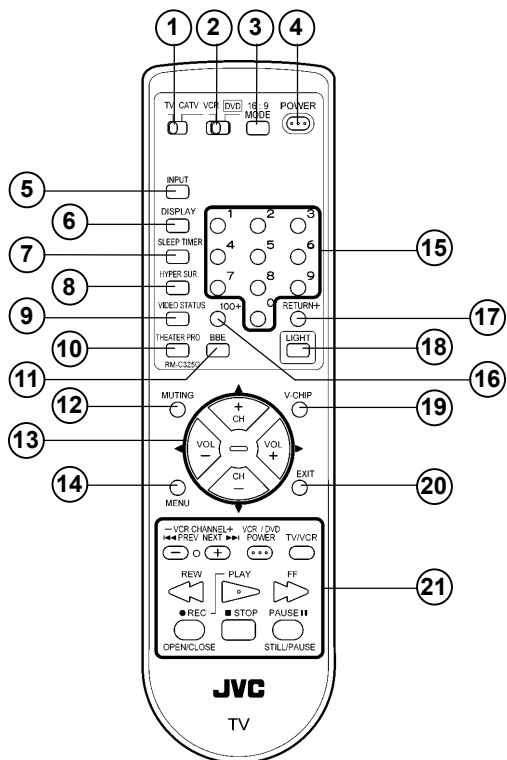 1 2 3 4
TV CATV VCR DVD 16:9 POWER
MODE
5 INPUT
6 DISPLAY 1 2 3
7 SLEEP TIMER 4 5 6 15
8 HYPER SUR. 7 8 9
9 VIDEO STATUS 100+ 0 RETURN+ 17
10 THEATER PRO BBE LIGHT 18
RM-C325G
11 16
12 MUTING V-CHIP 19
13 + CH
VOL − VOL +
CH −
14 MENU EXIT 20
− VCR CHANNEL + VCR / DVD
⏮ PREV NEXT ⏭ POWER TV/VCR
− +
REW PLAY FF 21
● REC ■ STOP PAUSE ⏸
OPEN/CLOSE STILL/PAUSE
JVC
TV